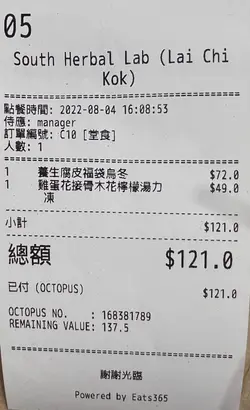 05
South Herbal Lab (Lai Chi
Kok)
點餐時間: 2022-08-04 16:08:53
侍應: manager
訂單編號: C10 [堂食]
人數: 1
1 養生腐皮福袋烏冬 $72.0
1 雞蛋花接骨木花檸檬湯力 $49.0
凍
小計 $121.0
總額 $121.0
已付 (OCTOPUS) $121.0
OCTOPUS NO. : 168381789
REMAINING VALUE: 137.5
謝謝光臨
Powered by Eats365